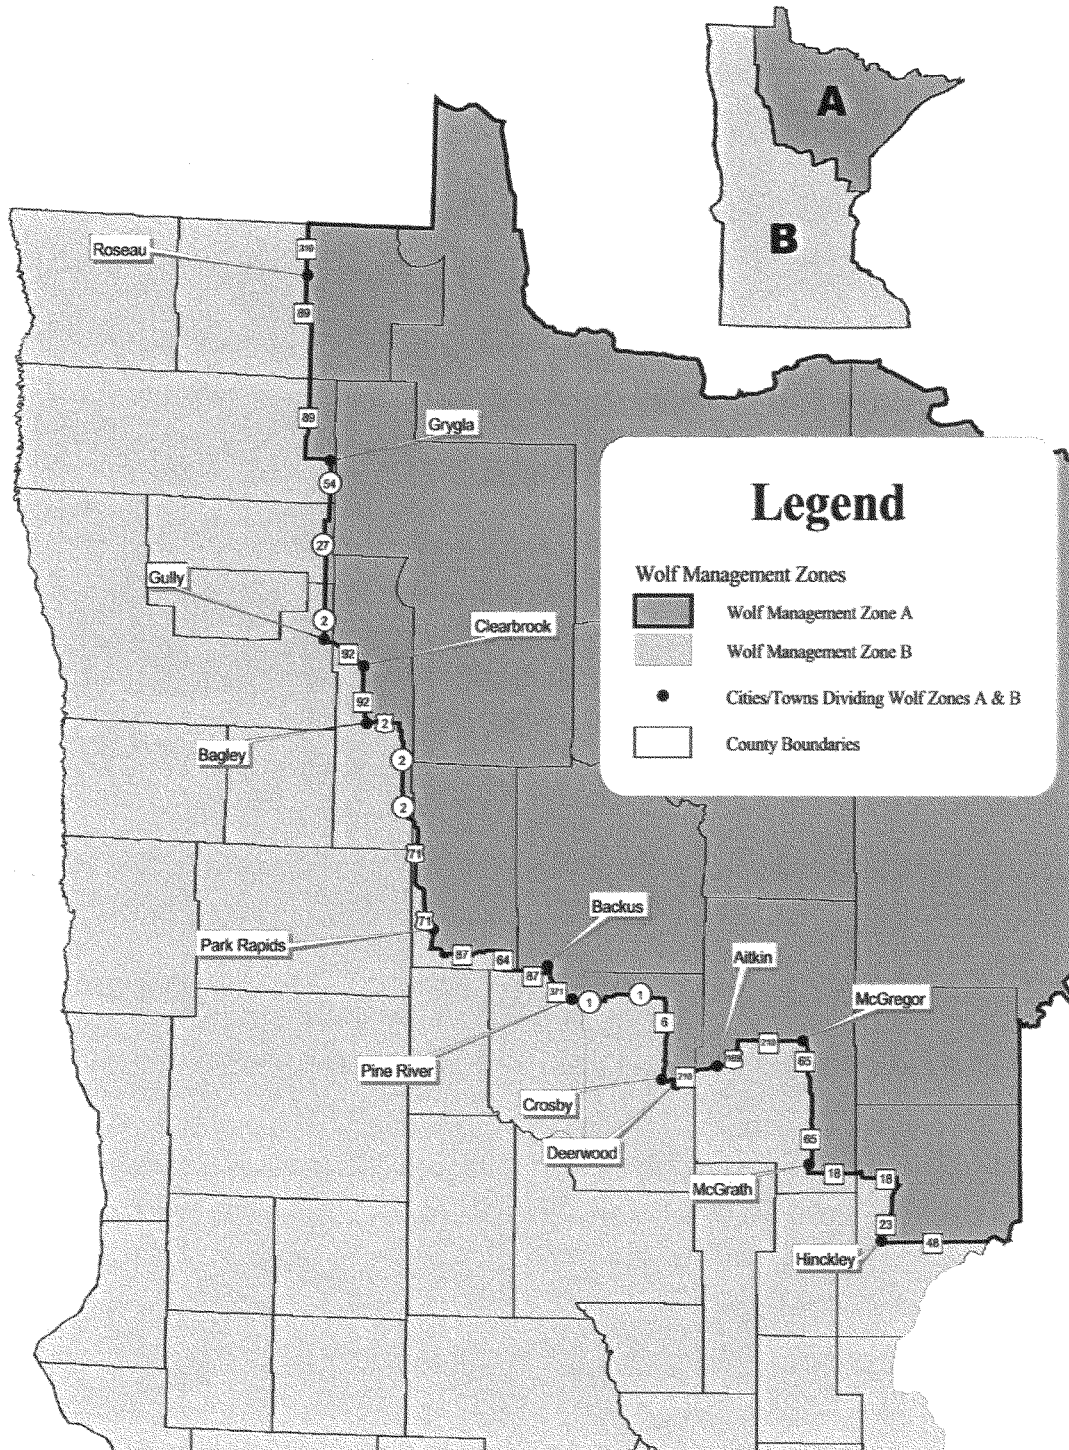 A
B
Roseau
310
89
89
Grygla
54
27
Gully
2
Clearbrook
92
92
2
Bagley
2
2
71
71
Park Rapids
87
64
87
Backus
371
Pine River
1
1
6
Aitkin
McGregor
210
169
210
65
Crosby
Deerwood
65
McGrath
18
18
23
Hinckley
48
Legend
Wolf Management Zones
Wolf Management Zone A
Wolf Management Zone B
Cities/Towns Dividing Wolf Zones A & B
County Boundaries